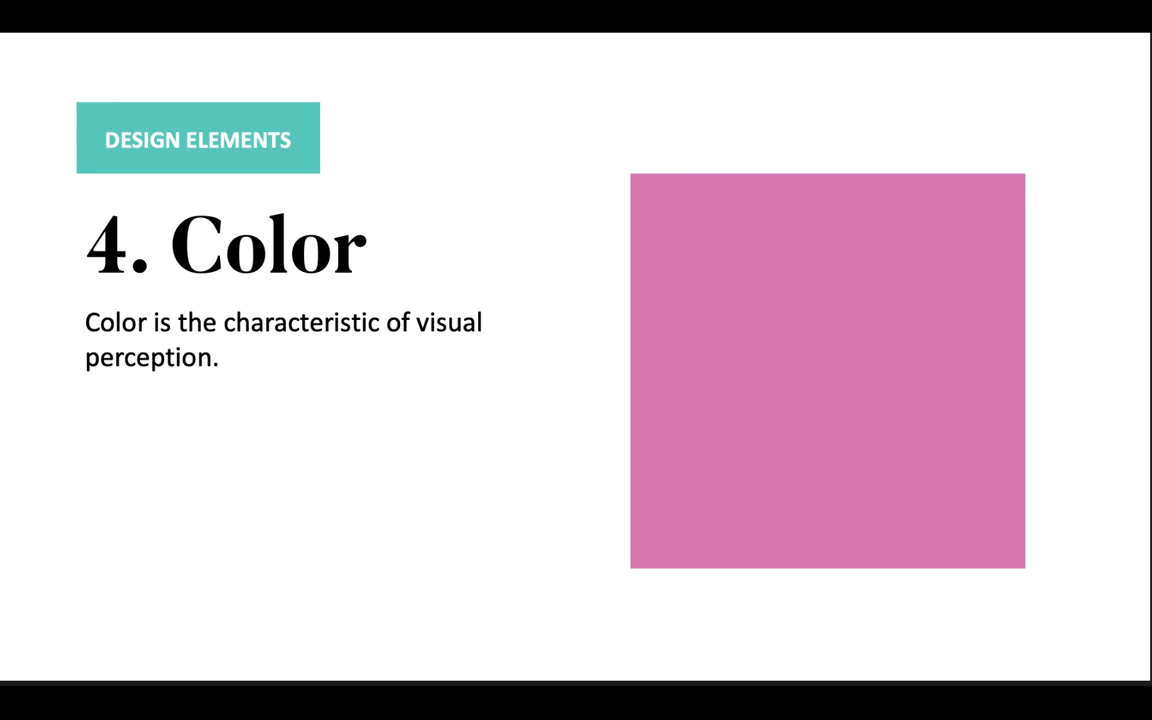 DESIGN ELEMENTS
4. Color
Color is the characteristic of visual
perception.